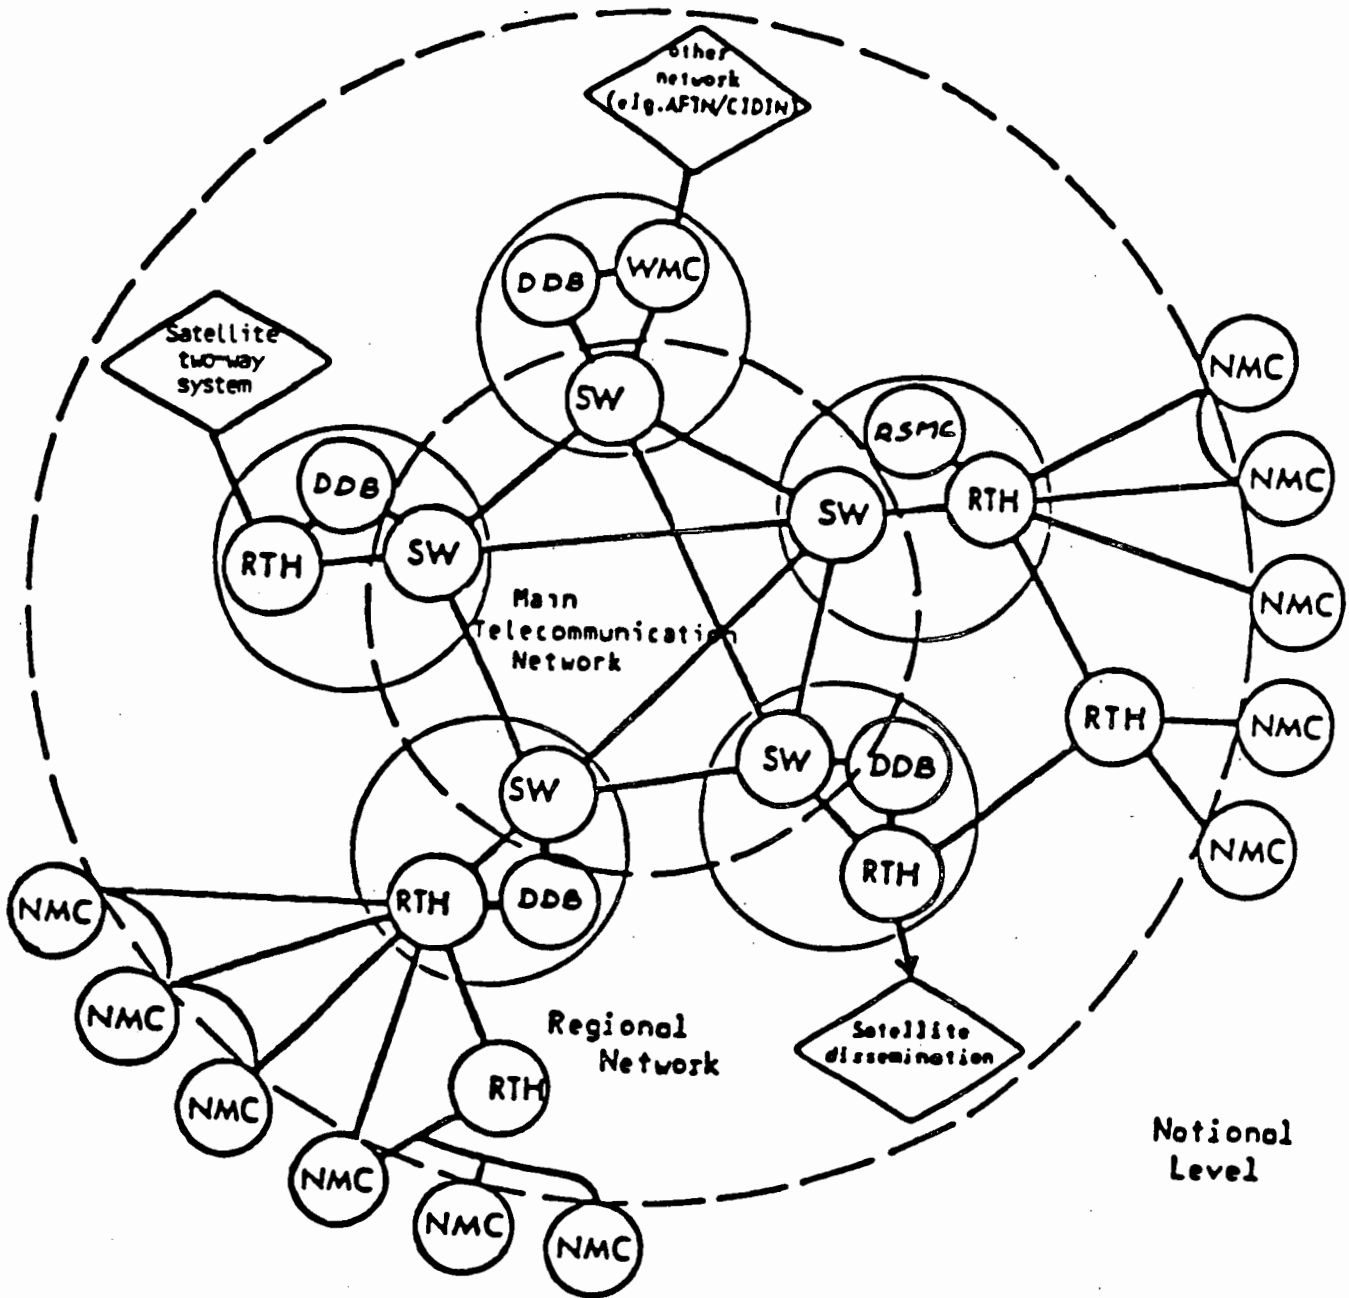 other
network
(eig.AFTN/CIDIN)
DDB
WMC
SW
Satellite
two-way
system
DDB
RTH
SW
RSMC
SW
RTH
NMC
NMC
NMC
NMC
NMC
Main
Telecommunication
Network
RTH
SW
DDB
RTH
SW
RTH
DDB
NMC
NMC
NMC
NMC
NMC
NMC
RTH
Regional
Network
Satellite
dissemination
National
Level